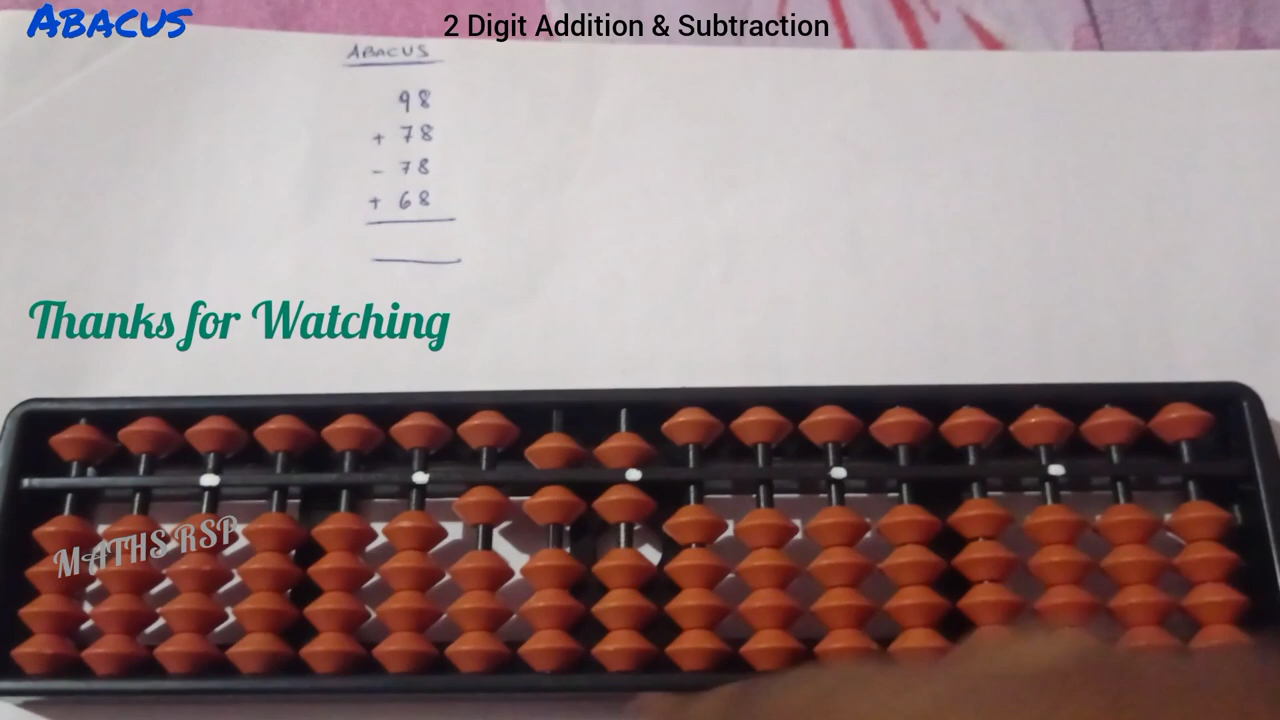 ABACUS
2 Digit Addition & Subtraction
ABACUS
98
+ 78
- 78
+ 68
Thanks for Watching
MATHS RSP